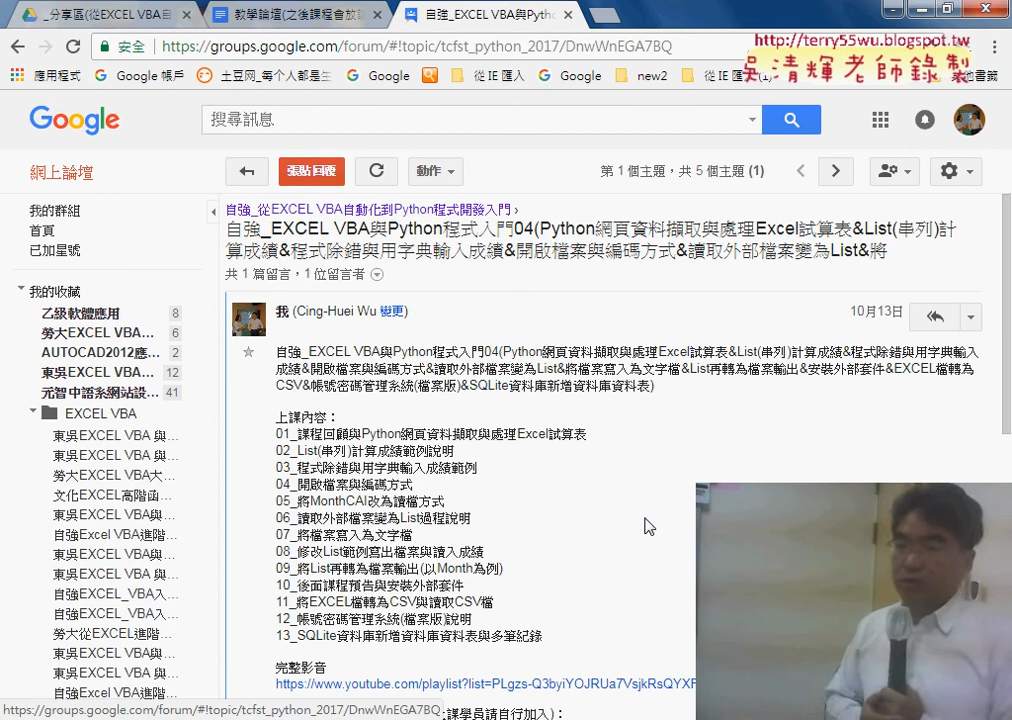 _分享區(從EXCEL VBA自
教學論壇(之後課程會放
自強_EXCEL VBA與Pytho
安全
https://groups.google.com/forum/#!topic/tcfst_python_2017/DnwWnEGA7BQ
http://terry55wu.blogspot.tw
吳清輝老師錄製
應用程式
Google 帳戶
土豆网_每个人都是生
Google
從 IE 匯入
Google
new2
從 IE 匯入(1)
其他書籤
Google
搜尋訊息
網上論壇
張貼回覆
動作
第 1 個主題，共 5 個主題 (1)
我的群組
首頁
已加星號
我的收藏
乙級軟體應用 8
勞大EXCEL VBA... 6
AUTOCAD2012應... 2
東吳EXCEL VBA... 12
元智中語系網站設... 41
EXCEL VBA
東吳EXCEL VBA 與...
東吳EXCEL VBA 與...
勞大EXCEL VBA大...
文化EXCEL高階函...
東吳EXCEL VBA與...
自強Excel VBA進階...
東吳EXCEL VBA與...
東吳EXCEL VBA 與...
自強EXCEL_VBA入...
自強EXCEL_VBA入...
勞大從EXCEL進階...
東吳EXCEL VBA與...
東吳EXCEL VBA 與...
自強Excel VBA進階...
自強_從EXCEL VBA自動化到Python程式開發入門 ›
自強_EXCEL VBA與Python程式入門04(Python網頁資料擷取與處理Excel試算表&List(串列)計
算成績&程式除錯與用字典輸入成績&開啟檔案與編碼方式&讀取外部檔案變為List&將
共 1 篇留言，1 位留言者
我 (Cing-Huei Wu 變更)
10月13日
自強_EXCEL VBA與Python程式入門04(Python網頁資料擷取與處理Excel試算表&List(串列)計算成績&程式除錯與用字典輸入
成績&開啟檔案與編碼方式&讀取外部檔案變為List&將檔案寫入為文字檔&List再轉為檔案輸出&安裝外部套件&EXCEL檔轉為
CSV&帳號密碼管理系統(檔案版)&SQLite資料庫新增資料庫資料表)
上課內容：
01_課程回顧與Python網頁資料擷取與處理Excel試算表
02_List(串列)計算成績範例說明
03_程式除錯與用字典輸入成績範例
04_開啟檔案與編碼方式
05_將MonthCAl改為讀檔方式
06_讀取外部檔案變為List過程說明
07_將檔案寫入為文字檔
08_修改List範例寫出檔案與讀入成績
09_將List再轉為檔案輸出(以Month為例)
10_後面課程預告與安裝外部套件
11_將EXCEL檔轉為CSV與讀取CSV檔
12_帳號密碼管理系統(檔案版)說明
13_SQLite資料庫新增資料庫資料表與多筆紀錄
完整影音
https://www.youtube.com/playlist?list=PLgzs-Q3byiYOJRUa7VsjkRsQYXF
課學員請自行加入)：
https://groups.google.com/forum/#!topic/tcfst_python_2017/DnwWnEGA7BQ